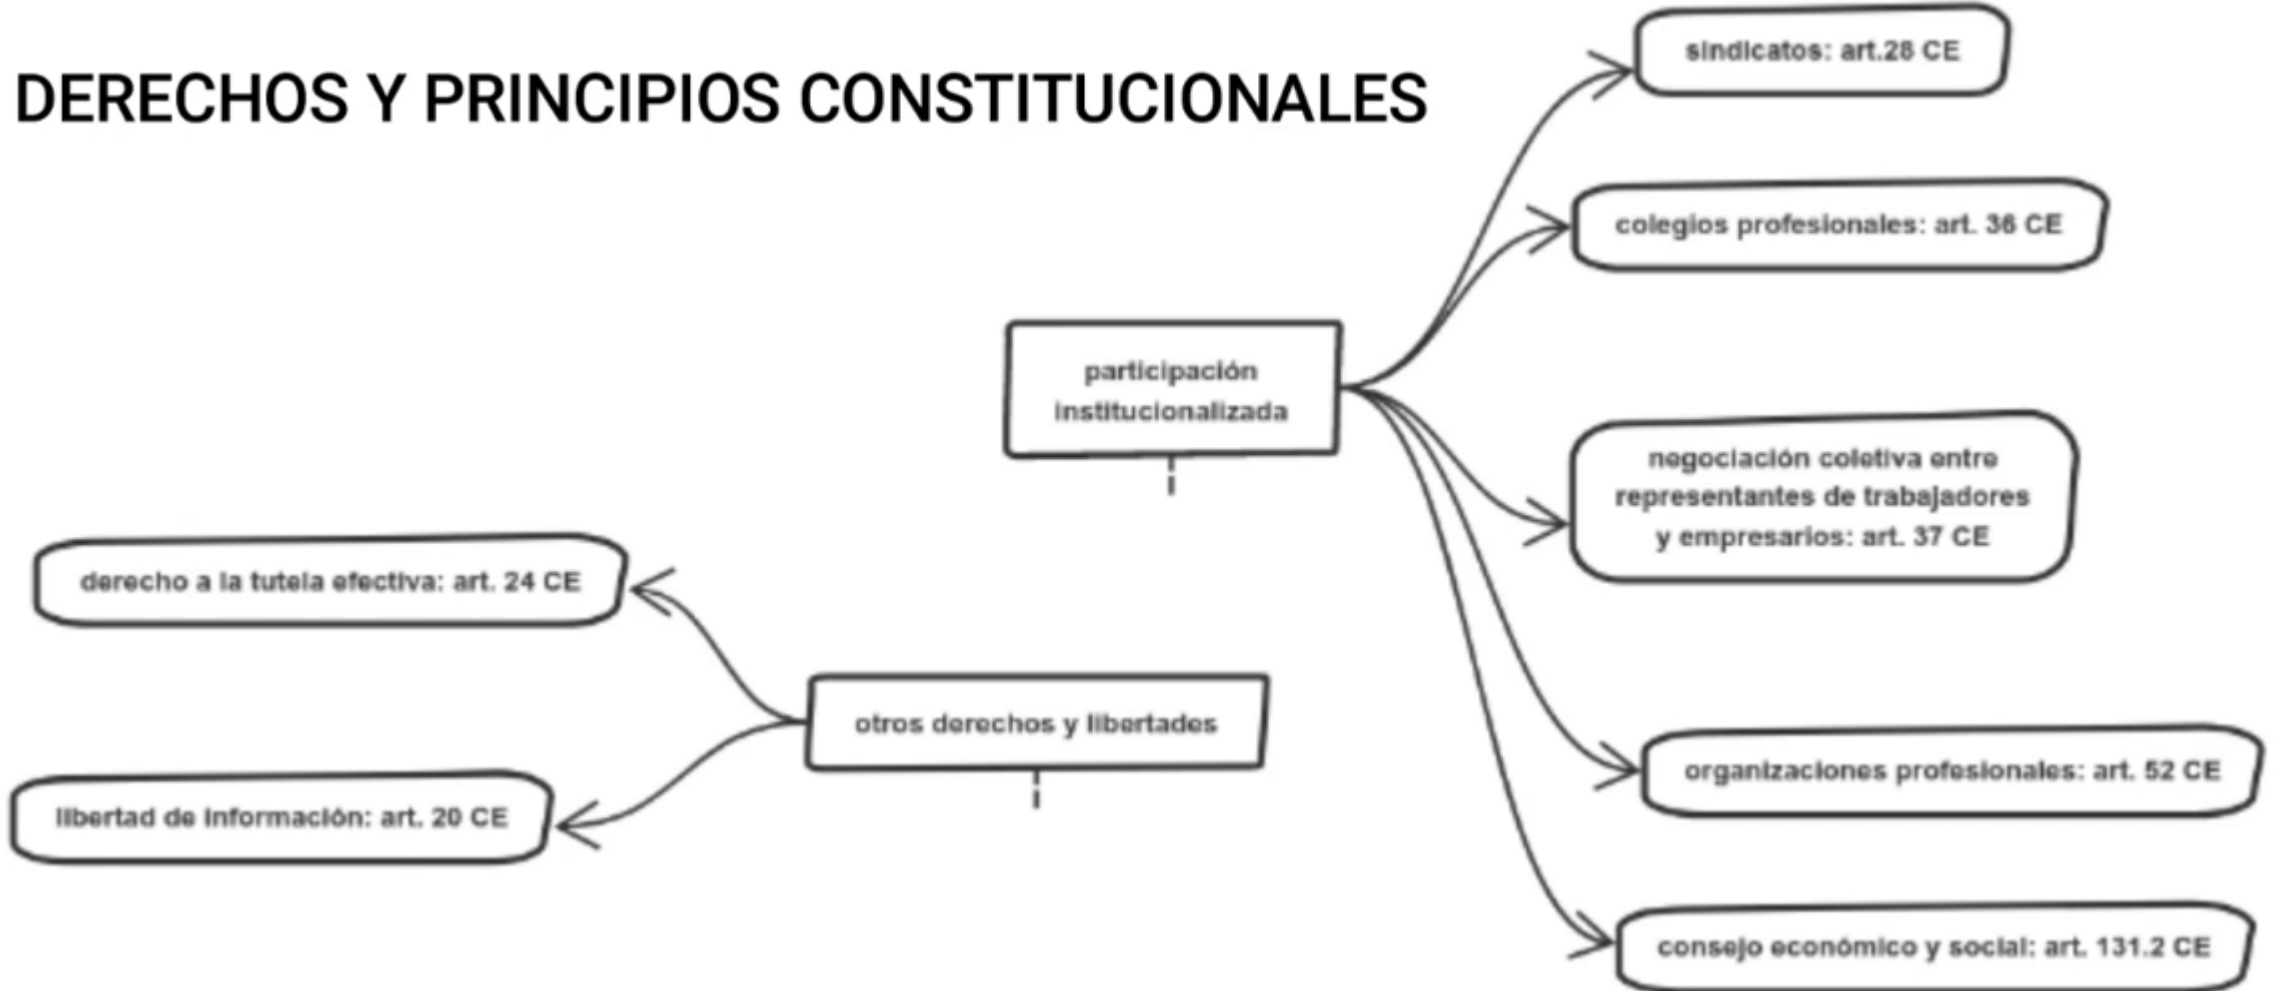 DERECHOS Y PRINCIPIOS CONSTITUCIONALES
sindicatos: art.28 CE
colegios profesionales: art. 36 CE
participación
institucionalizada
negociación coletiva entre
representantes de trabajadores
y empresarios: art. 37 CE
derecho a la tutela efectiva: art. 24 CE
otros derechos y libertades
libertad de información: art. 20 CE
organizaciones profesionales: art. 52 CE
consejo económico y social: art. 131.2 CE